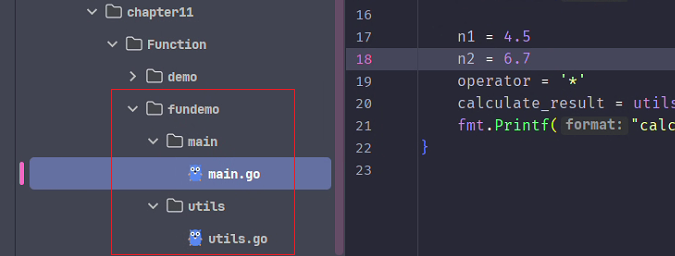 chapter11
Function
demo
fundemo
main
main.go
utils
utils.go
16
17 n1 = 4.5
18 n2 = 6.7
19 operator = '*'
20 calculate_result = utils
21 fmt.Printf( format: "calc
22 }
23